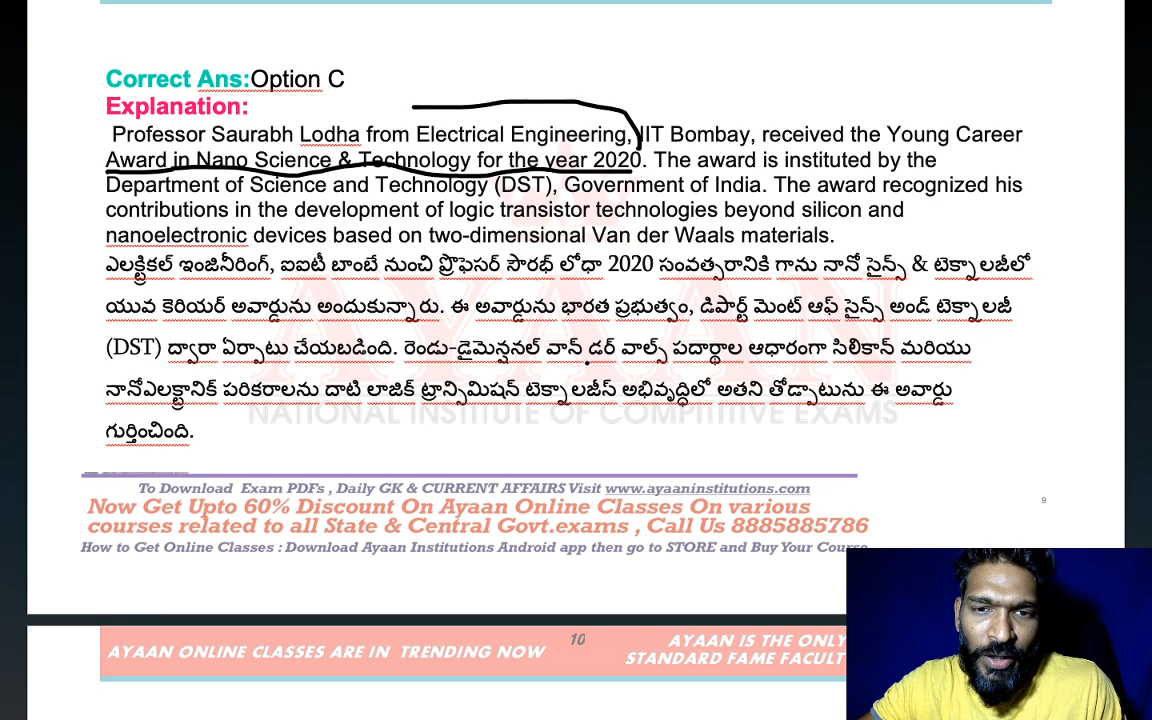 Correct Ans:Option C
Explanation:
Professor Saurabh Lodha from Electrical Engineering, IIT Bombay, received the Young Career
Award in Nano Science & Technology for the year 2020. The award is instituted by the
Department of Science and Technology (DST), Government of India. The award recognized his
contributions in the development of logic transistor technologies beyond silicon and
nanoelectronic devices based on two-dimensional Van der Waals materials.
ఎలక్ట్రికల్ ఇంజినీరింగ్, ఐఐటీ బాంబే నుంచి ప్రొఫెసర్ సౌరభ్ లోధా 2020 సంవత్సరానికి గాను నానో సైన్స్ & టెక్నాలజీలో
యువ కెరియర్ అవార్డును అందుకున్నారు. ఈ అవార్డును భారత ప్రభుత్వం, డిపార్ట్ మెంట్ ఆఫ్ సైన్స్ అండ్ టెక్నాలజీ
(DST) ద్వారా ఏర్పాటు చేయబడింది. రెండు-డైమెన్షనల్ వాన్ డర్ వాల్స్ పదార్థాల ఆధారంగా సిలికాన్ మరియు
నానోఎలక్ట్రానిక్ పరికరాలను దాటి లాజిక్ ట్రాన్సిమిషన్ టెక్నాలజీస్ అభివృద్ధిలో అతని తోడ్పాటును ఈ అవార్డు
గుర్తించింది.
AYAAN
NATIONAL INSTITUTE OF COMPITIVE EXAMS
To Download Exam PDFs , Daily GK & CURRENT AFFAIRS Visit www.ayaaninstitutions.com
Now Get Upto 60% Discount On Ayaan Online Classes On various
courses related to all State & Central Govt.exams , Call Us 8885885786
How to Get Online Classes : Download Ayaan Institutions Android app then go to STORE and Buy Your Course
9
AYAAN ONLINE CLASSES ARE IN TRENDING NOW
10
AYAAN IS THE ONLY
STANDARD FAME FACULT